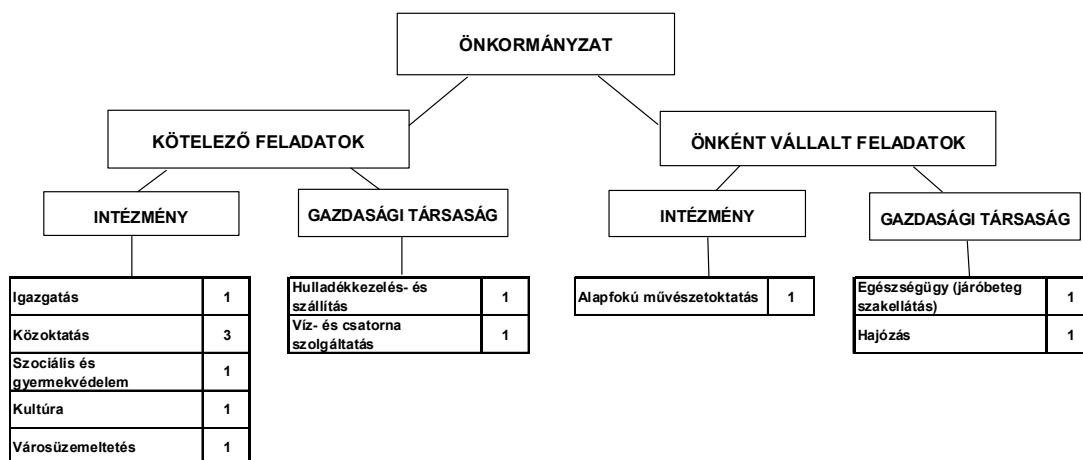 ÖNKORMÁNYZAT
KÖTELEZŐ FELADATOK
ÖNKÉNT VÁLLALT FELADATOK
INTÉZMÉNY
GAZDASÁGI TÁRSASÁG
INTÉZMÉNY
GAZDASÁGI TÁRSASÁG
Igazgatás 1
Közoktatás 3
Szociális és
gyermekvédelem 1
Kultúra 1
Városüzemeltetés 1
Hulladékkezelés- és
szállítás 1
Víz- és csatorna
szolgáltatás 1
Alapfokú művészetoktatás 1
Egészségügy (járóbeteg
szakellátás) 1
Hajózás 1